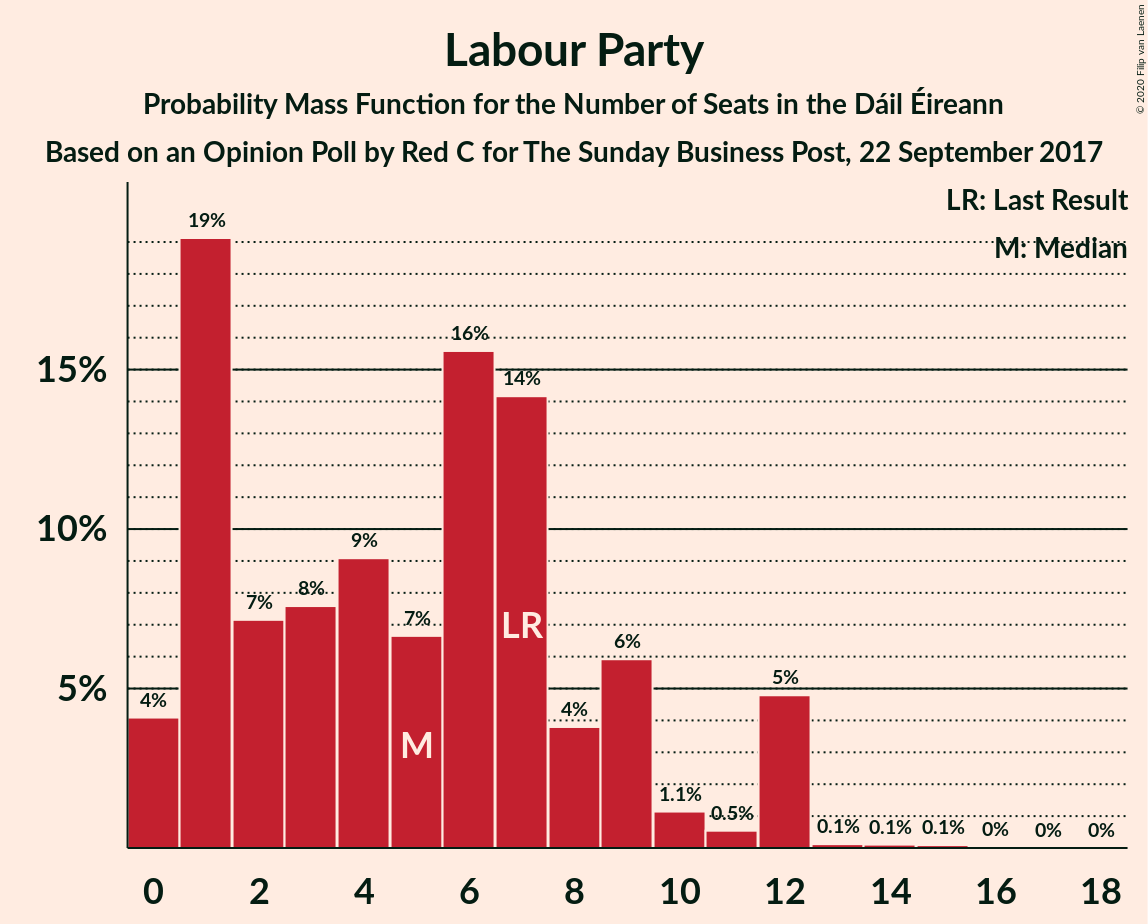 Labour Party
Probability Mass Function for the Number of Seats in the Dáil Éireann
Based on an Opinion Poll by Red C for The Sunday Business Post, 22 September 2017
© 2020 Filip van Laenen
LR: Last Result
M: Median
19%
16%
15%
14%
10%
9%
8%
7%
7%
LR
6%
5%
4%
4%
5%
M
1.1%
0.5%
0.1%
0.1%
0.1%
0%
0%
0%
0 2 4 6 8 10 12 14 16 18